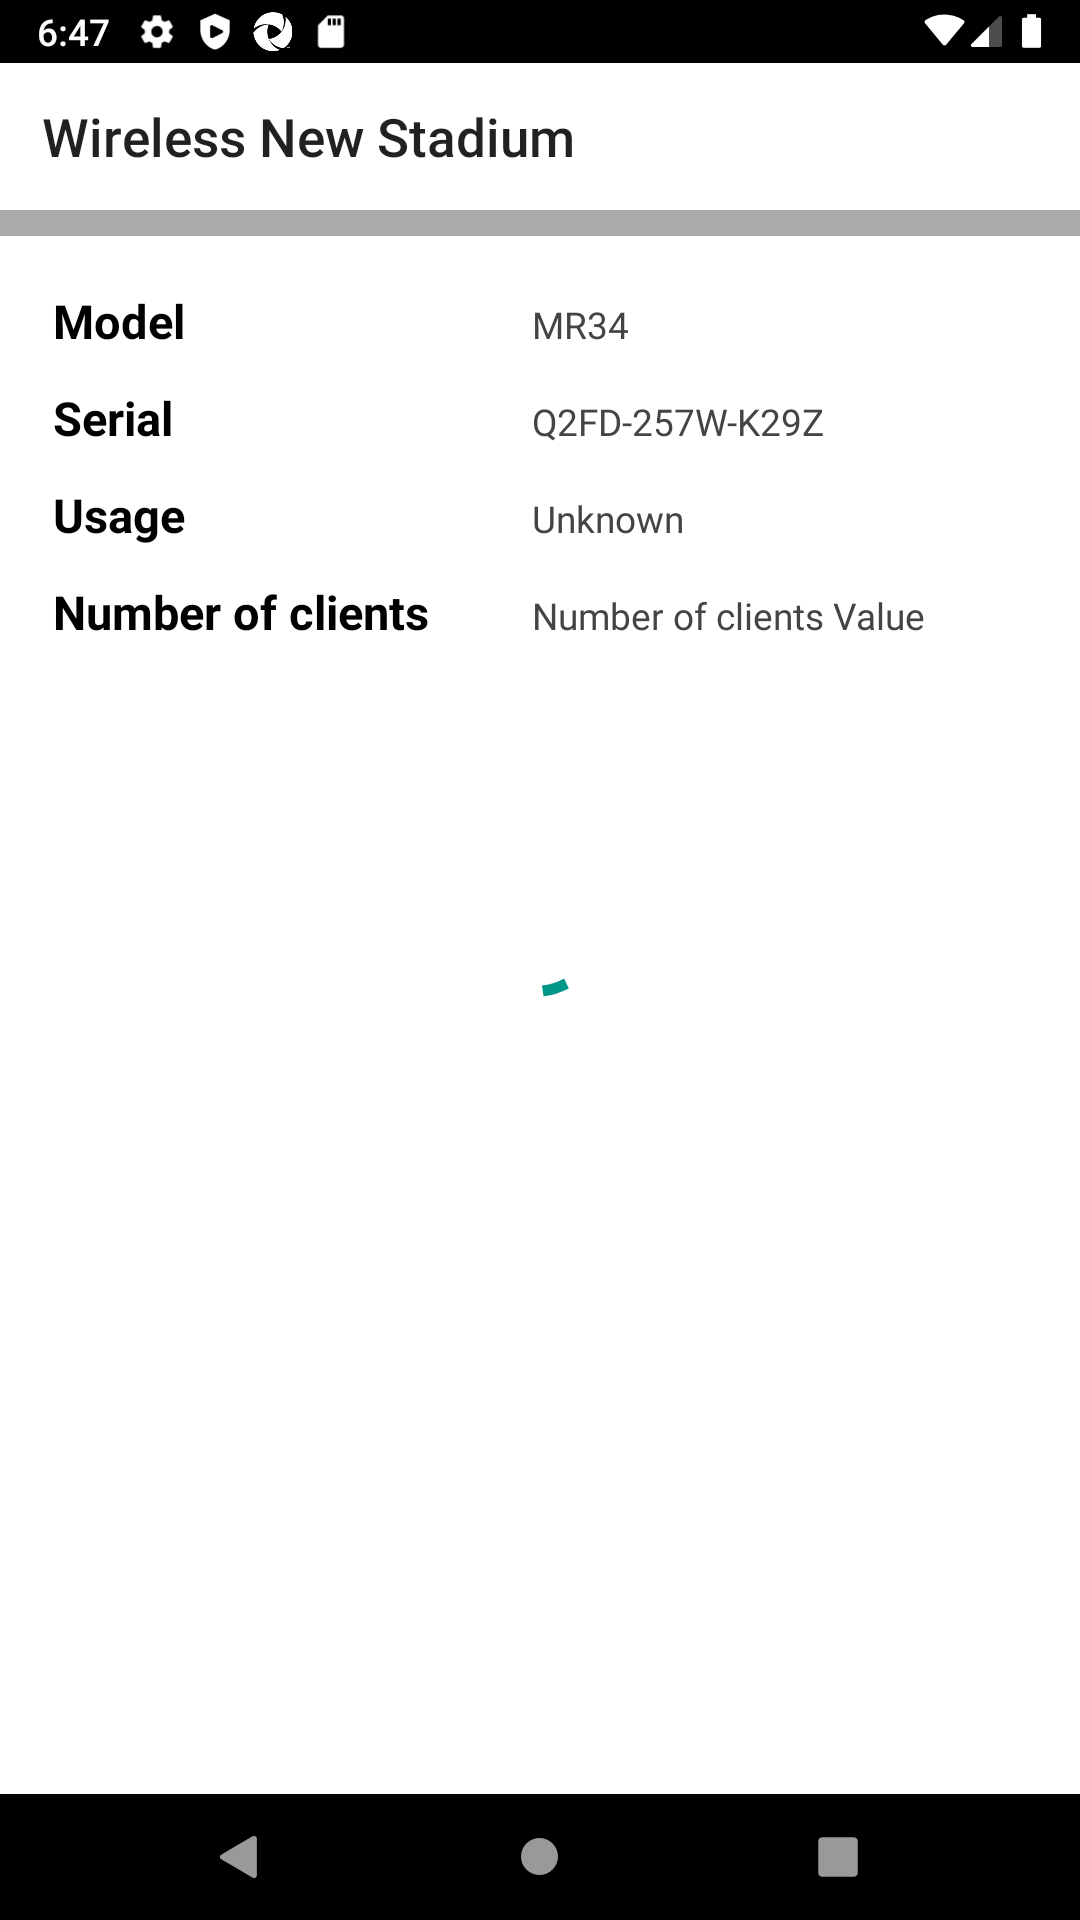 6:47
Wireless New Stadium
Model MR34
Serial Q2FD-257W-K29Z
Usage Unknown
Number of clients Number of clients Value